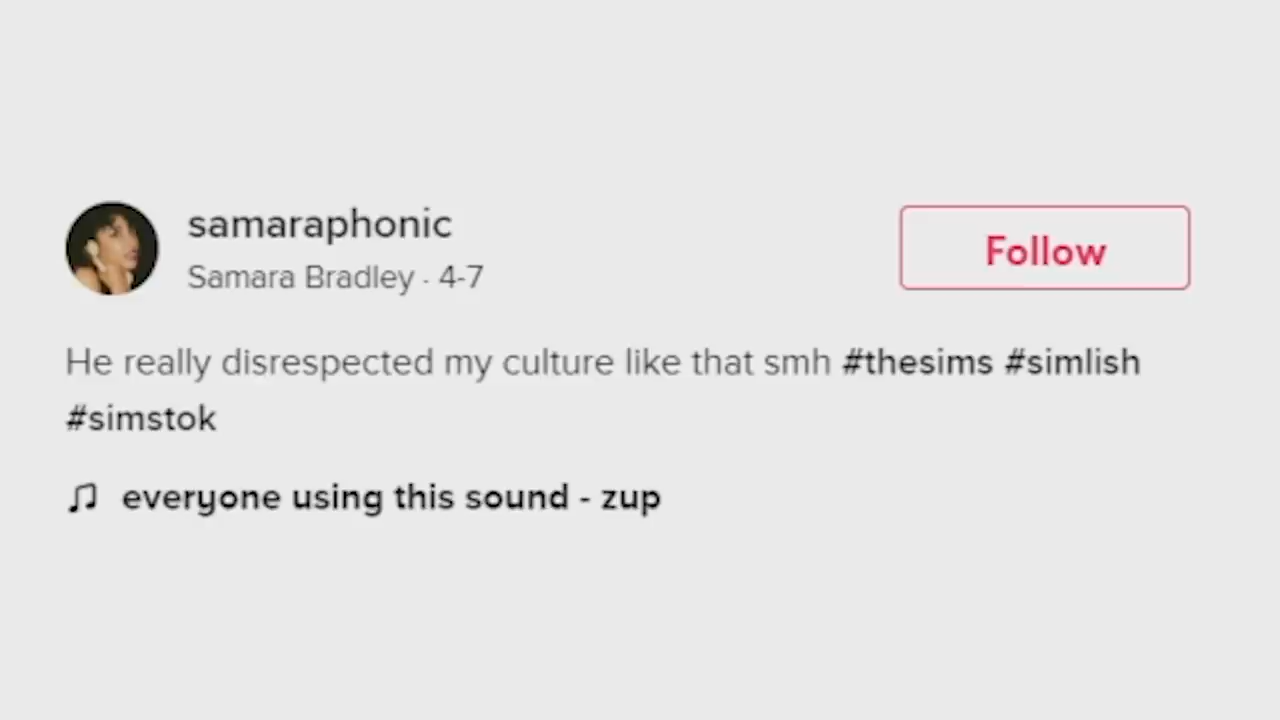 samaraphonic
Samara Bradley · 4-7
Follow
He really disrespected my culture like that smh #thesims #simlish
#simstok
everyone using this sound - zup